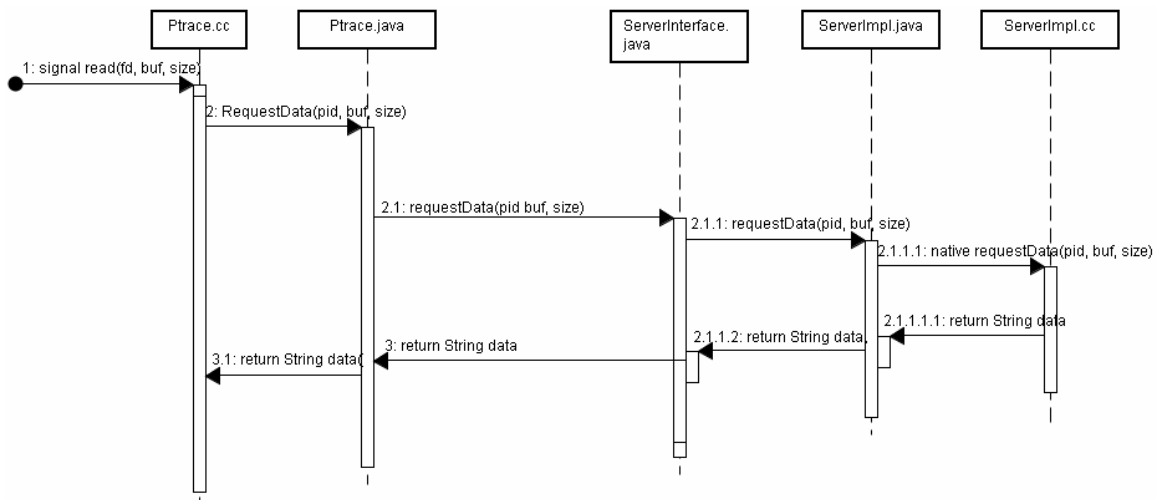 Ptrace.cc
Ptrace.java
ServerInterface.
java
ServerImpl.java
ServerImpl.cc
1: signal read(fd, buf, size)
2: RequestData(pid, buf, size)
2.1: requestData(pid buf, size)
2.1.1: requestData(pid, buf, size)
2.1.1.1: native requestData(pid, buf, size)
2.1.1.1.1: return String data
2.1.1.2: return String data,
3: return String data
3.1: return String data(